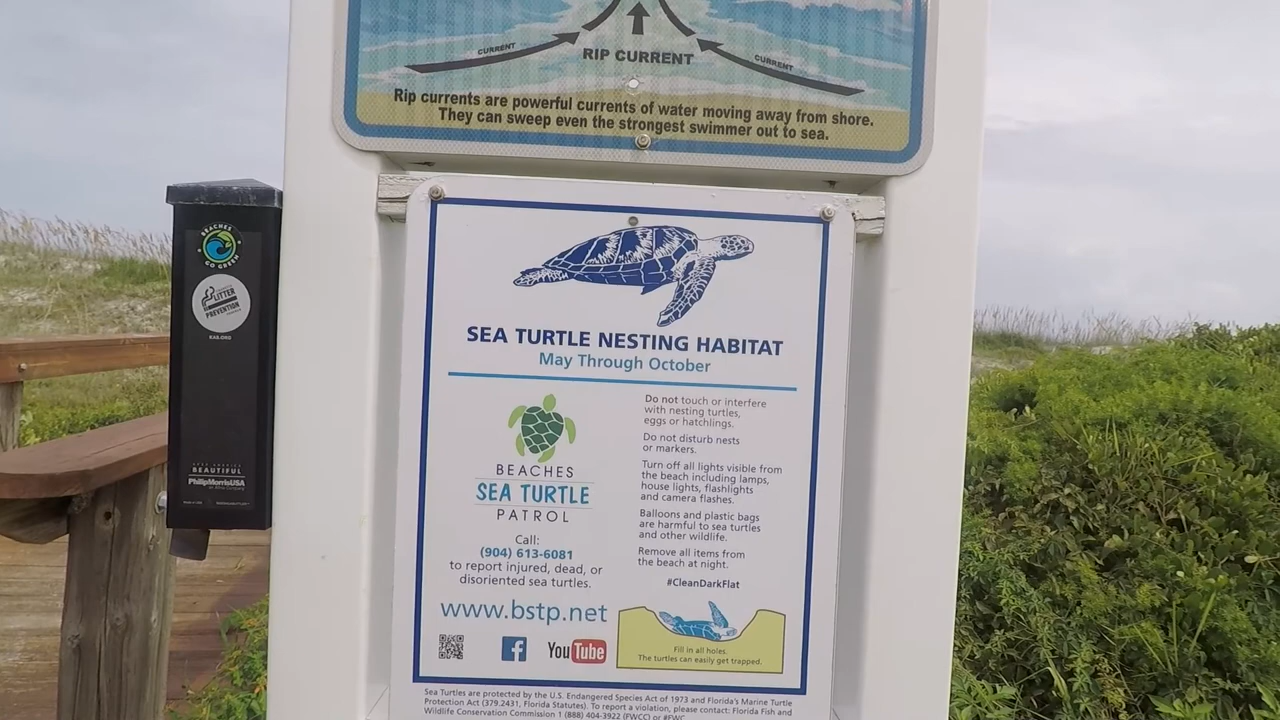 CURRENT
CURRENT
RIP CURRENT
Rip currents are powerful currents of water moving away from shore.
They can sweep even the strongest swimmer out to sea.
BEACHES
GO GREEN
LITTER
PREVENTION
KAB.ORG
KEEP AMERICA
BEAUTIFUL
PhilipMorrisUSA
an Altria Company
SEA TURTLE NESTING HABITAT
May Through October
BEACHES
SEA TURTLE
PATROL
Call:
(904) 613-6081
to report injured, dead, or
disoriented sea turtles.
www.bstp.net
YouTube
Do not touch or interfere
with nesting turtles,
eggs or hatchlings.
Do not disturb nests
or markers.
Turn off all lights visible from
the beach including lamps,
house lights, flashlights
and camera flashes.
Balloons and plastic bags
are harmful to sea turtles
and other wildlife.
Remove all items from
the beach at night.
#CleanDarkFlat
Fill in all holes.
The turtles can easily get trapped.
Sea Turtles are protected by the U.S. Endangered Species Act of 1973 and Florida's Marine Turtle
Protection Act (379.2431, Florida Statutes). To report a violation, please contact: Florida Fish and
Wildlife Conservation Commission 1 (888) 404-3922 (FWCC) or #FWC